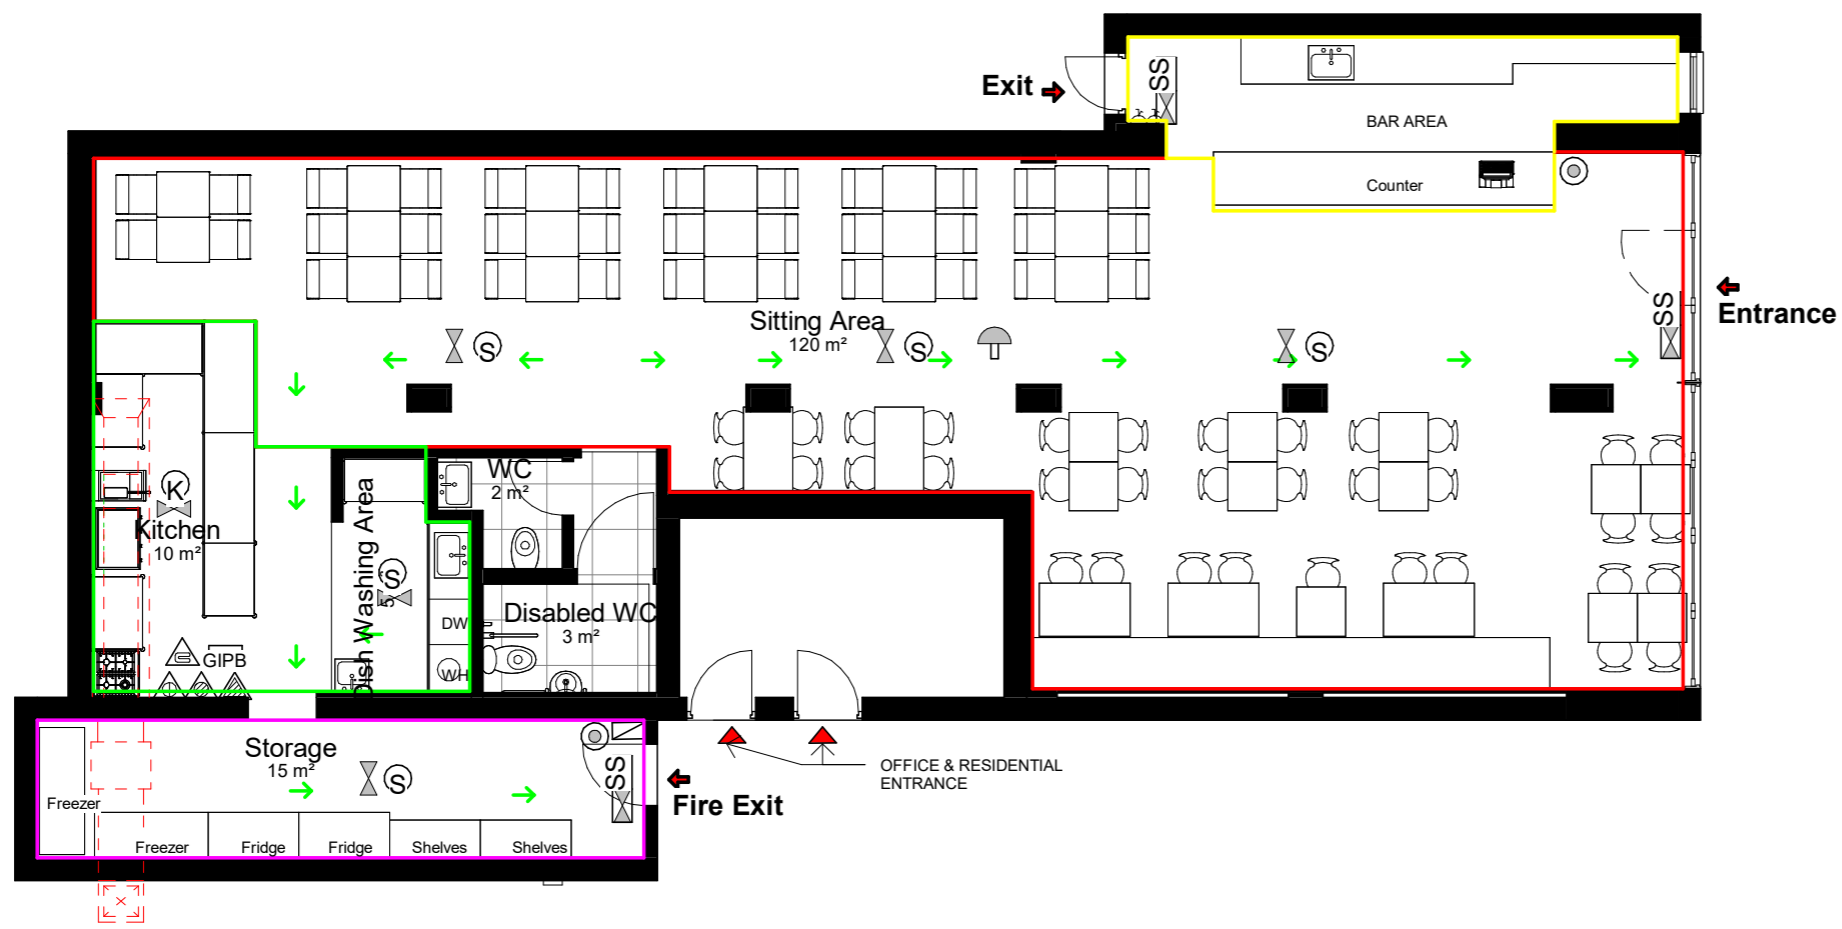 Exit
SS
BAR AREA
Counter
SS
Entrance
Sitting Area
120 m²
S
S
S
K
Kitchen
10 m²
GIPB
Dish Washing Area
5
S
WC
2 m²
DW
WH
Disabled WC
3 m²
Storage
15 m²
S
SS
Fire Exit
OFFICE & RESIDENTIAL
ENTRANCE
Freezer
Freezer
Fridge
Fridge
Shelves
Shelves